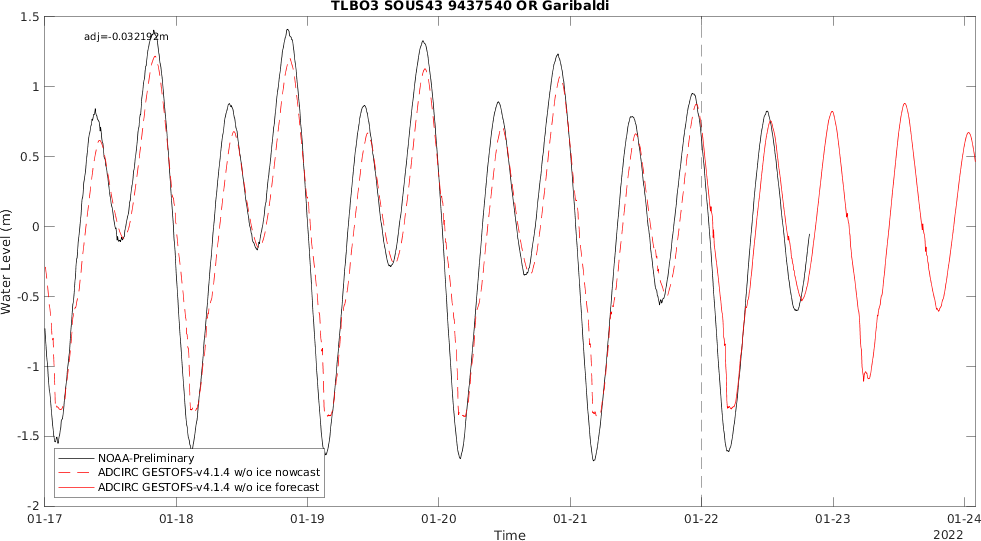 TLBO3 SOUS43 9437540 OR Garibaldi
adj=-0.032192m
1.5
1
0.5
0
-0.5
-1
-1.5
-2
Water Level (m)
NOAA-Preliminary
ADCIRC GESTOFS-v4.1.4 w/o ice nowcast
ADCIRC GESTOFS-v4.1.4 w/o ice forecast
01-17 01-18 01-19 01-20 01-21 01-22 01-23 01-24
Time
2022